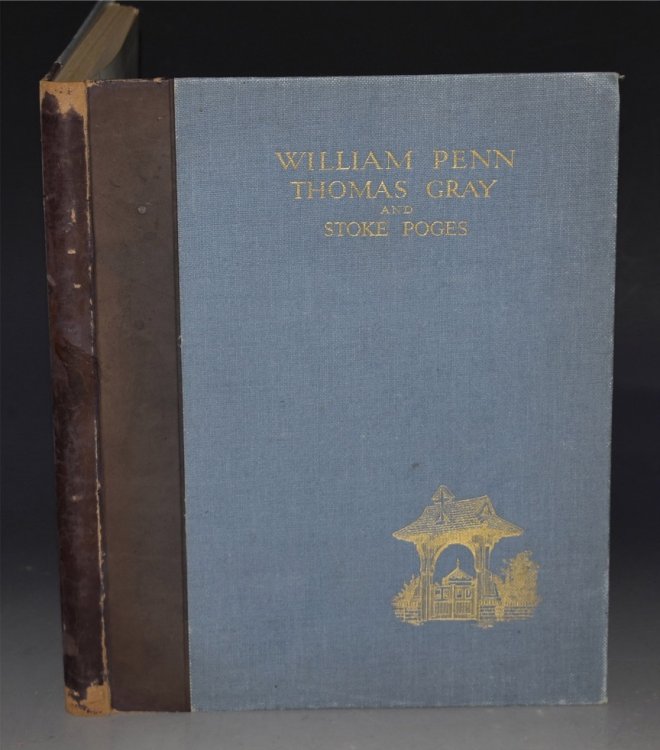 WILLIAM PENN
THOMAS GRAY
AND
STOKE POGES